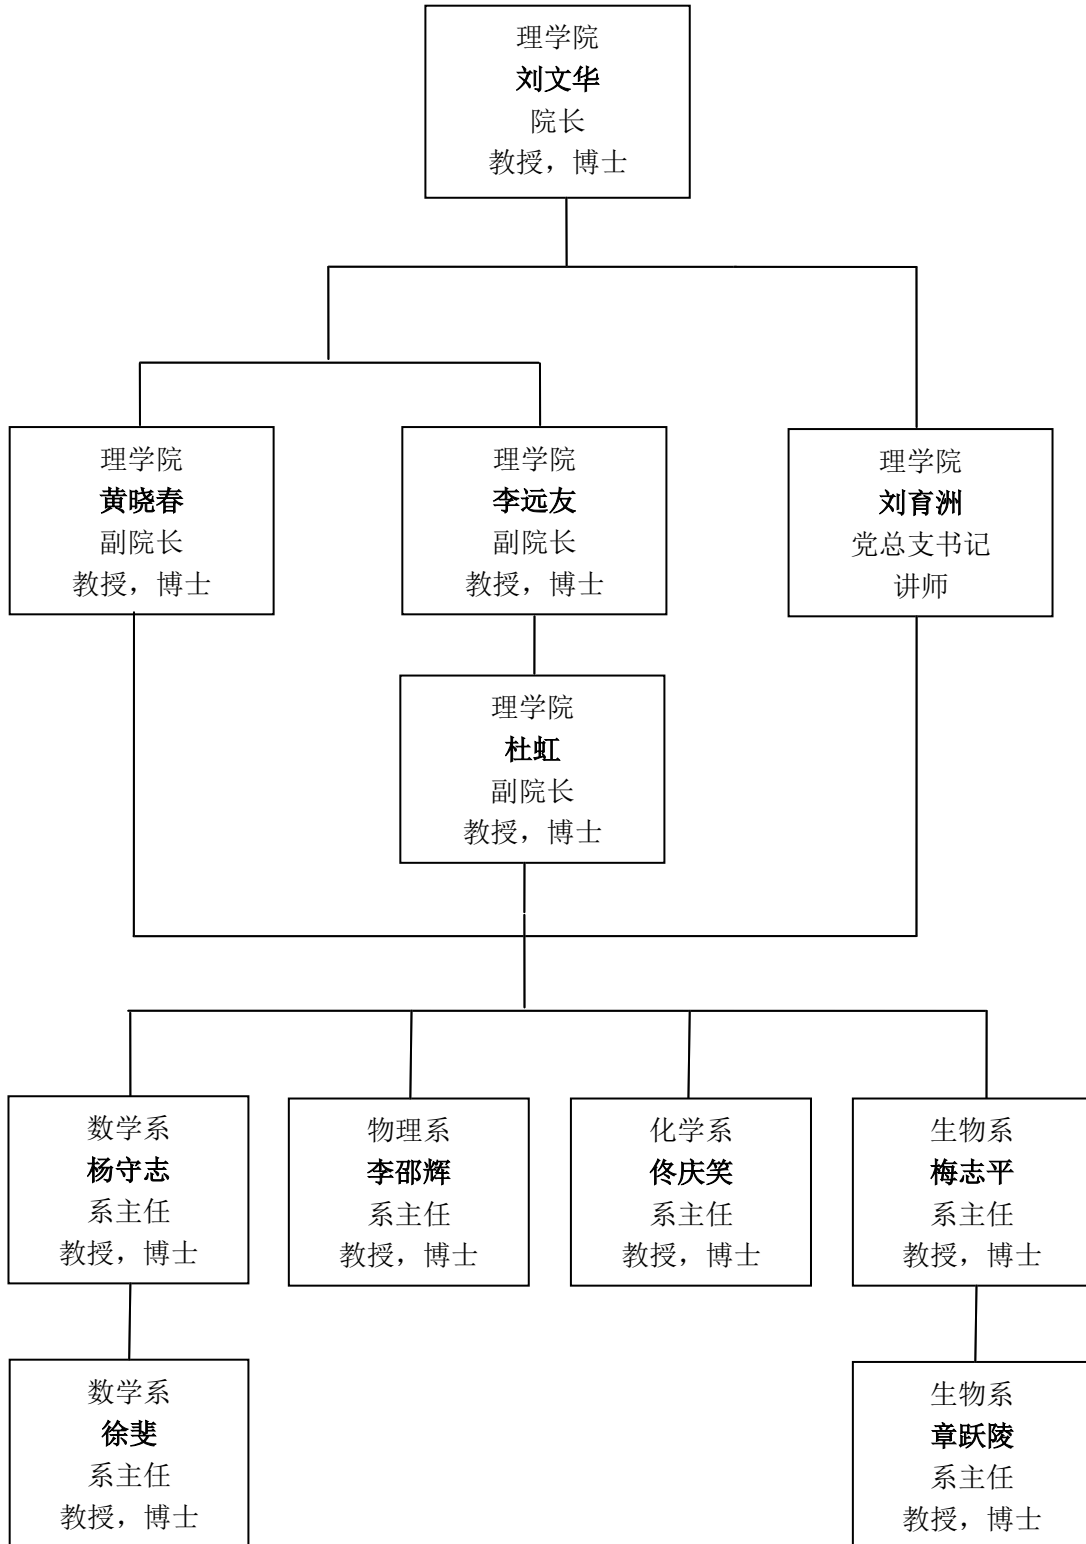 理学院
刘文华
院长
教授，博士
理学院
黄晓春
副院长
教授，博士
理学院
李远友
副院长
教授，博士
理学院
刘育洲
党总支书记
讲师
理学院
杜虹
副院长
教授，博士
数学系
杨守志
系主任
教授，博士
物理系
李邵辉
系主任
教授，博士
化学系
佟庆笑
系主任
教授，博士
生物系
梅志平
系主任
教授，博士
数学系
徐斐
系主任
教授，博士
生物系
章跃陵
系主任
教授，博士